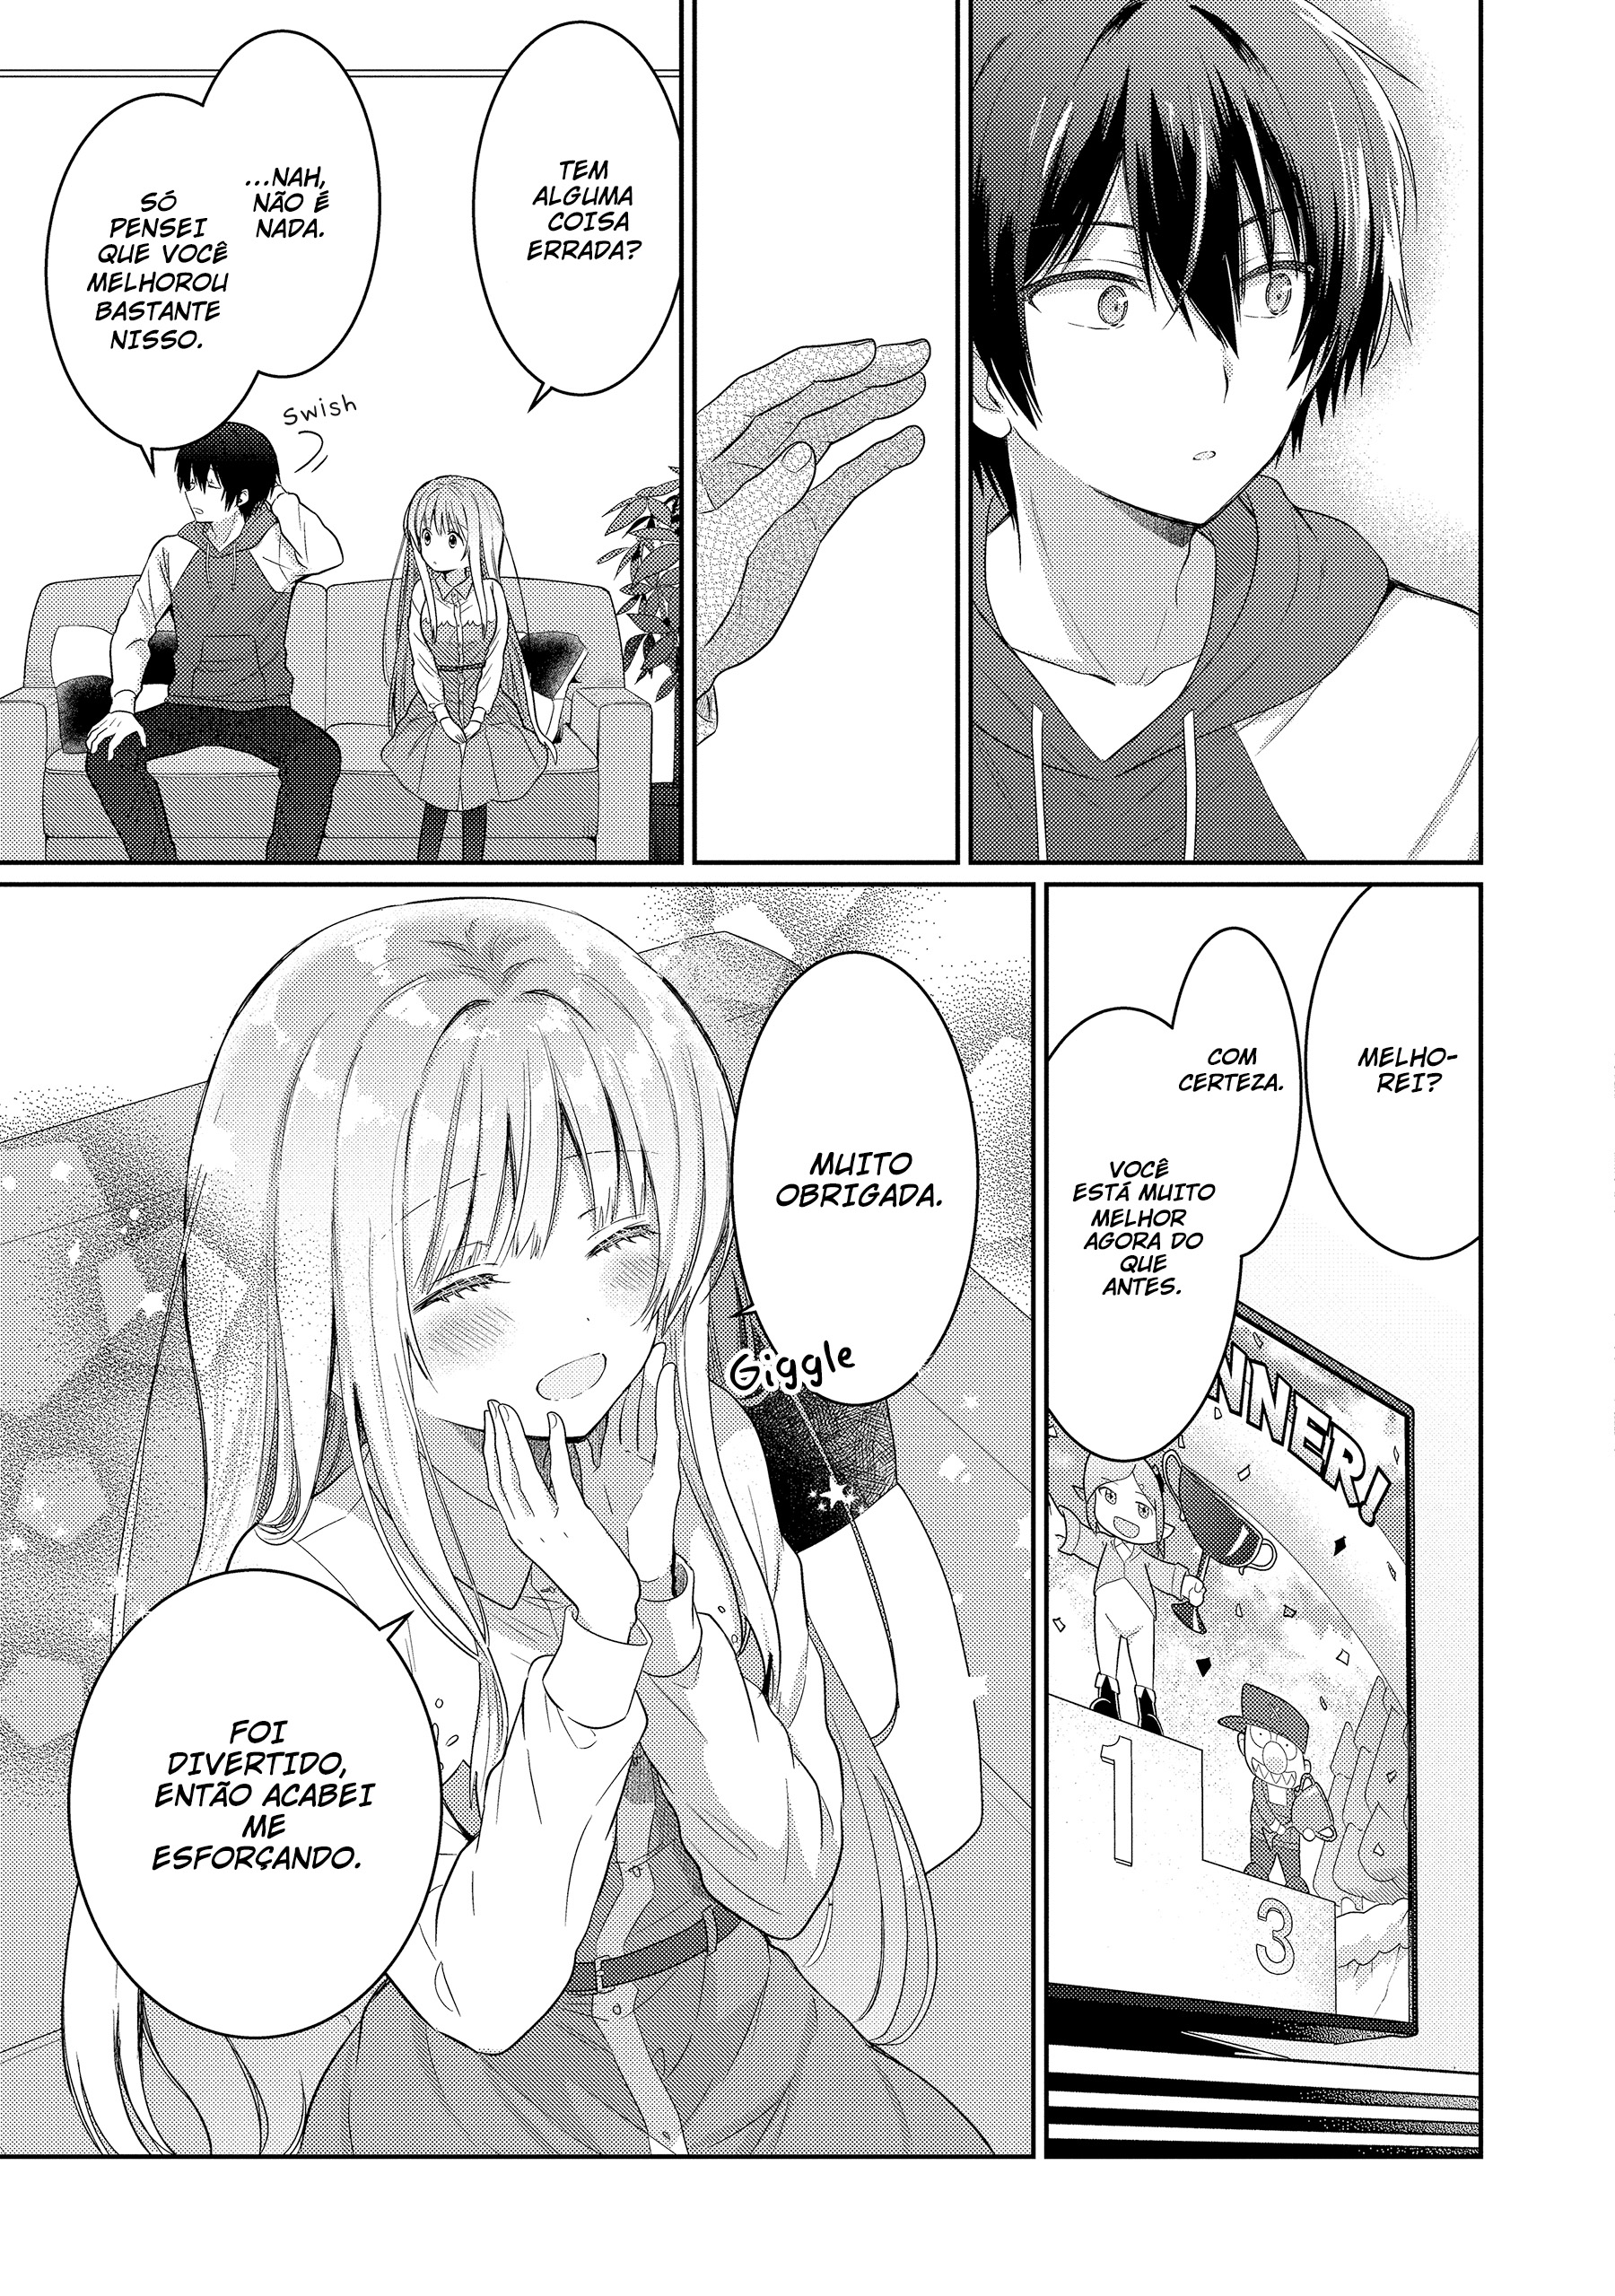 TEM
ALGUMA
COISA
ERRADA?
...NAH,
NÃO É
NADA.
SÓ
PENSEI
QUE VOCÊ
MELHOROU
BASTANTE
NISSO.
swish
MELHO-
REI?
COM
CERTEZA.
VOCÊ
ESTÁ MUITO
MELHOR
AGORA DO
QUE
ANTES.
NNER!
1
3
MUITO
OBRIGADA.
Giggle
FOI
DIVERTIDO,
ENTÃO ACABEI
ME
ESFORÇANDO.